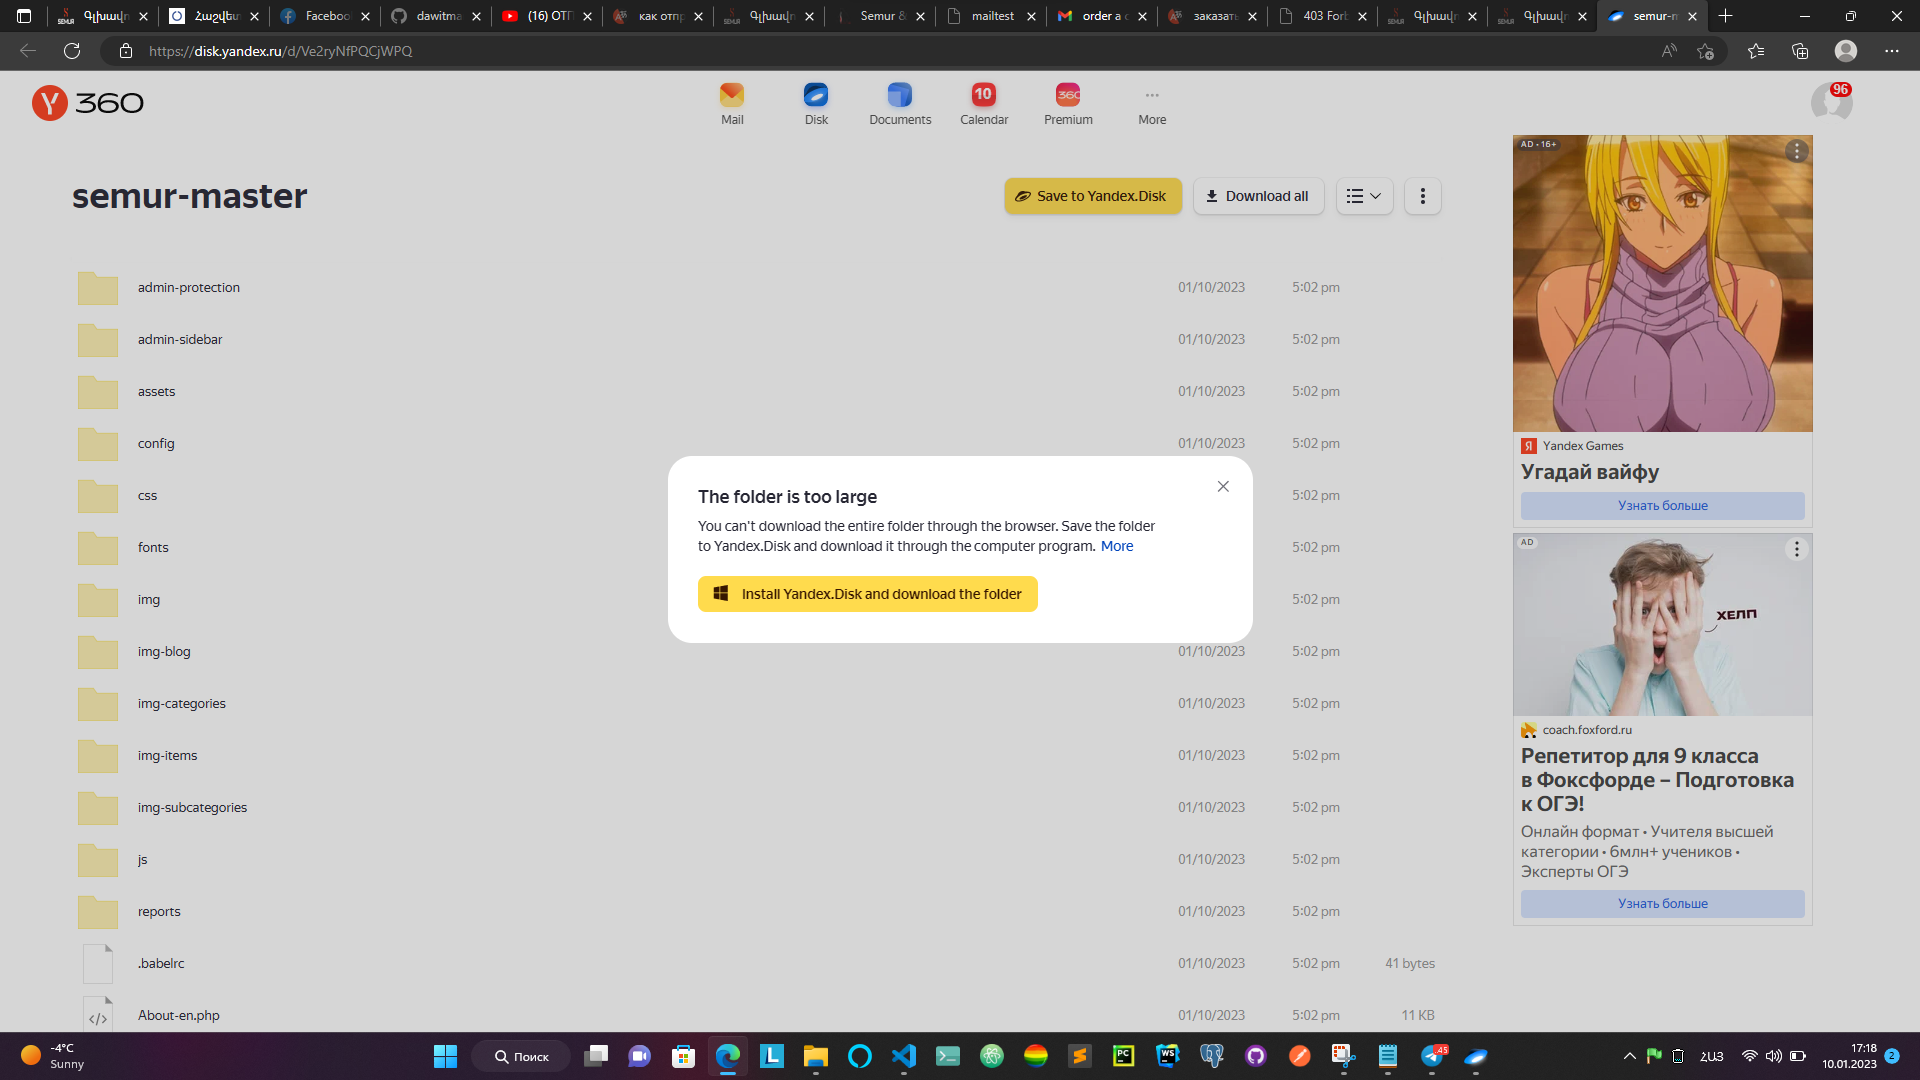 Գլխավո
Հաշվետ
Facebook
dawitma
(16) ОТП
как отпр
Գլխավո
Semur &
mailtest
order a c
заказать
403 Forb
Գլխավո
Գլխավո
semur-m
https://disk.yandex.ru/d/Ve2ryNfPQCjWPQ
360
10
360
96
Mail
Disk
Documents
Calendar
Premium
More
semur-master
Save to Yandex.Disk
Download all
admin-protection 01/10/2023 5:02 pm
admin-sidebar 01/10/2023 5:02 pm
assets 01/10/2023 5:02 pm
config 01/10/2023 5:02 pm
css 5:02 pm
fonts 5:02 pm
img 5:02 pm
img-blog 01/10/2023 5:02 pm
img-categories 01/10/2023 5:02 pm
img-items 01/10/2023 5:02 pm
img-subcategories 01/10/2023 5:02 pm
js 01/10/2023 5:02 pm
reports 01/10/2023 5:02 pm
.babelrc 01/10/2023 5:02 pm 41 bytes
About-en.php 01/10/2023 5:02 pm 11 KB
The folder is too large
You can't download the entire folder through the browser. Save the folder
to Yandex.Disk and download it through the computer program. More
Install Yandex.Disk and download the folder
AD • 16+
Я Yandex Games
Угадай вайфу
Узнать больше
AD
ХЕЛП
coach.foxford.ru
Репетитор для 9 класса
в Фоксфорде – Подготовка
к ОГЭ!
Онлайн формат • Учителя высшей
категории • 6млн+ учеников •
Эксперты ОГЭ
Узнать больше
-4°C
Sunny
Поиск
L
PC
WS
45
ՀԱՅ
17:18
10.01.2023
2